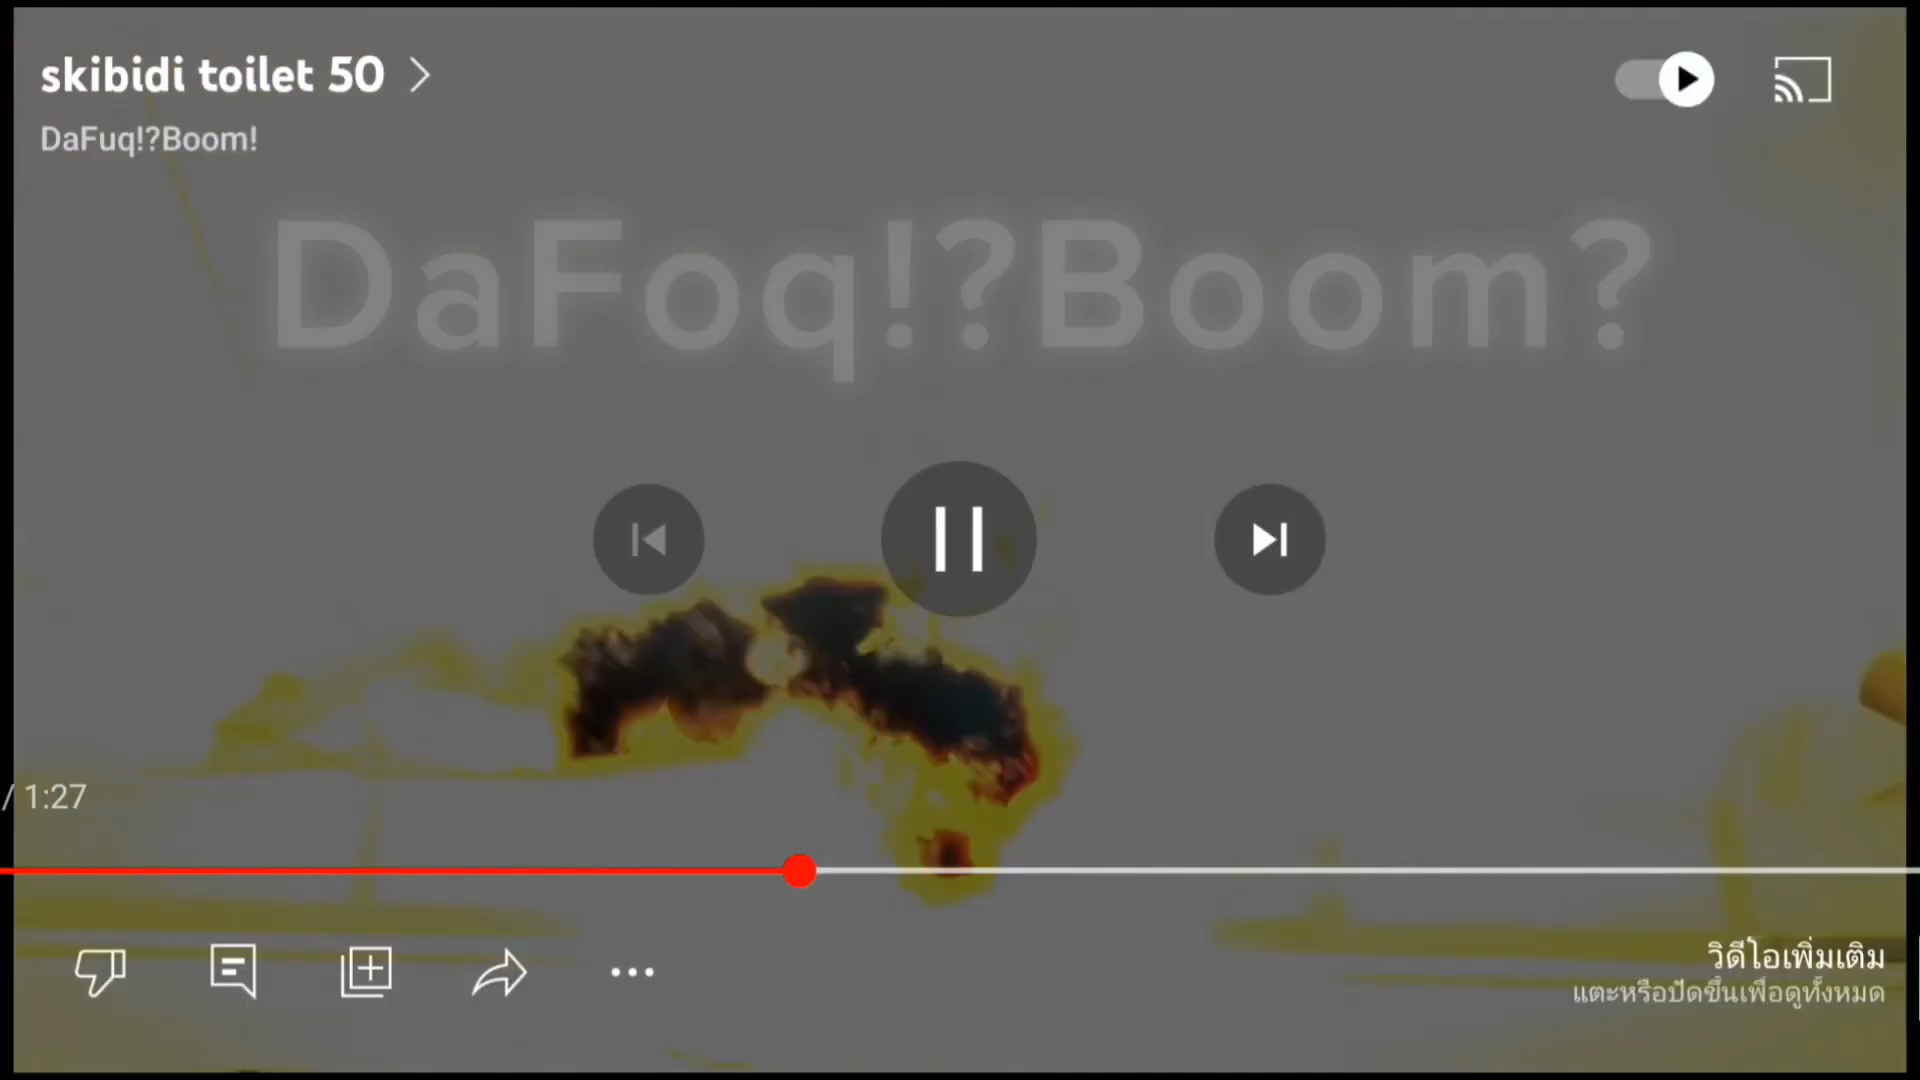 skibidi toilet 50
DaFuq!?Boom!
DaFoq!?Boom?
/ 1:27
วิดีโอเพิ่มเติม
แตะหรือปัดขึ้นเพื่อดูทั้งหมด